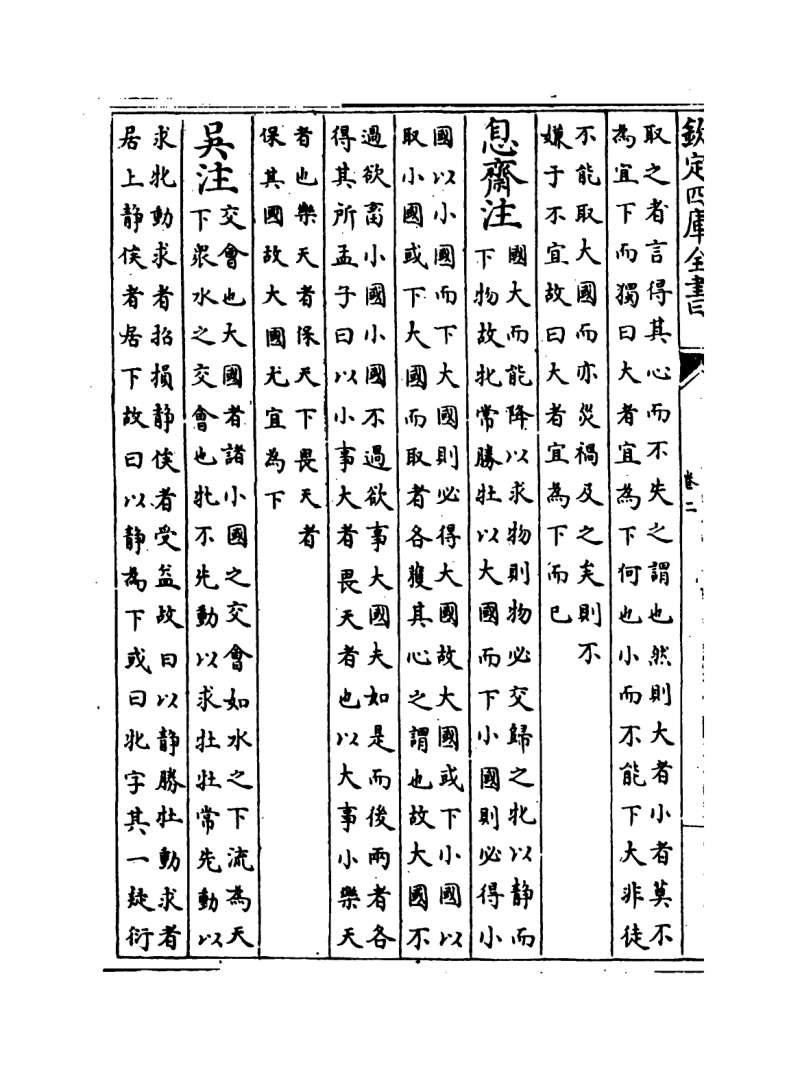 欽定四庫全書
卷二
取之者言得其心而不失之謂也然則大者小者莫不
為宜下而獨曰大者宜為下何也小而不能下大非徒
不能取大國而亦災禍及之矣則不
嫌于不宜故曰大者宜為下而已
息齋注
國大而能降以求物則物必交歸之牝以静而
下物故牝常勝牡以大國而下小國則必得小
國以小國而下大國則必得大國故大國或下小國以
取小國或下大國而取者各獲其心之謂也故大國不
過欲畜小國小國不過欲事大國夫如是而後兩者各
得其所孟子曰以小事大者畏天者也以大事小樂天
者也樂天者保天下畏天者
保其國故大國尤宜為下
吳注
交會也大國者諸小國之交會如水之下流為天
下衆水之交會也牝不先動以求牡牡常先動以
求牝動求者招損静俟者受益故曰以静勝牡動求者
居上静俟者居下故曰以静為下或曰牝字其一疑衍